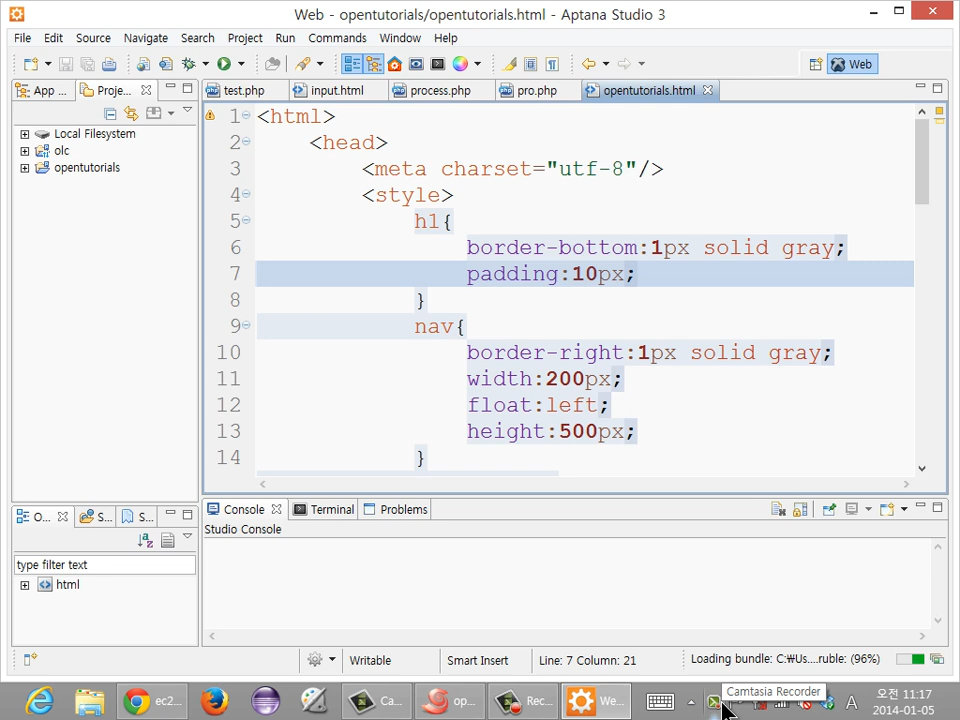 Web - opentutorials/opentutorials.html - Aptana Studio 3
File Edit Source Navigate Search Project Run Commands Window Help
Web
App ... Proje...
test.php input.html process.php pro.php opentutorials.html
Local Filesystem
olc
opentutorials
1 <html>
2 <head>
3 <meta charset="utf-8"/>
4 <style>
5 h1{
6 border-bottom:1px solid gray;
7 padding:10px;
8 }
9 nav{
10 border-right:1px solid gray;
11 width:200px;
12 float:left;
13 height:500px;
14 }
O... S... S...
Console Terminal Problems
Studio Console
type filter text
html
Writable Smart Insert Line: 7 Column: 21 Loading bundle: C:₩Us....ruble: (96%)
Camtasia Recorder
ec2... Ca... op... Rec... We... A
오전 11:17
2014-01-05